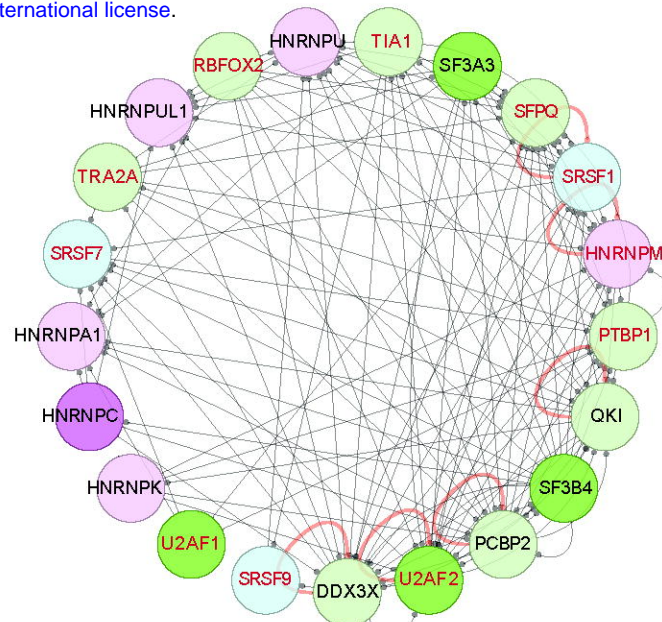 ternational license.
HNRNPU
TIA1
RBFOX2
SF3A3
HNRNPUL1
SFPQ
TRA2A
SRSF1
SRSF7
HNRNPM
HNRNPA1
PTBP1
HNRNPC
QKI
HNRNPK
SF3B4
U2AF1
PCBP2
SRSF9
DDX3X
U2AF2